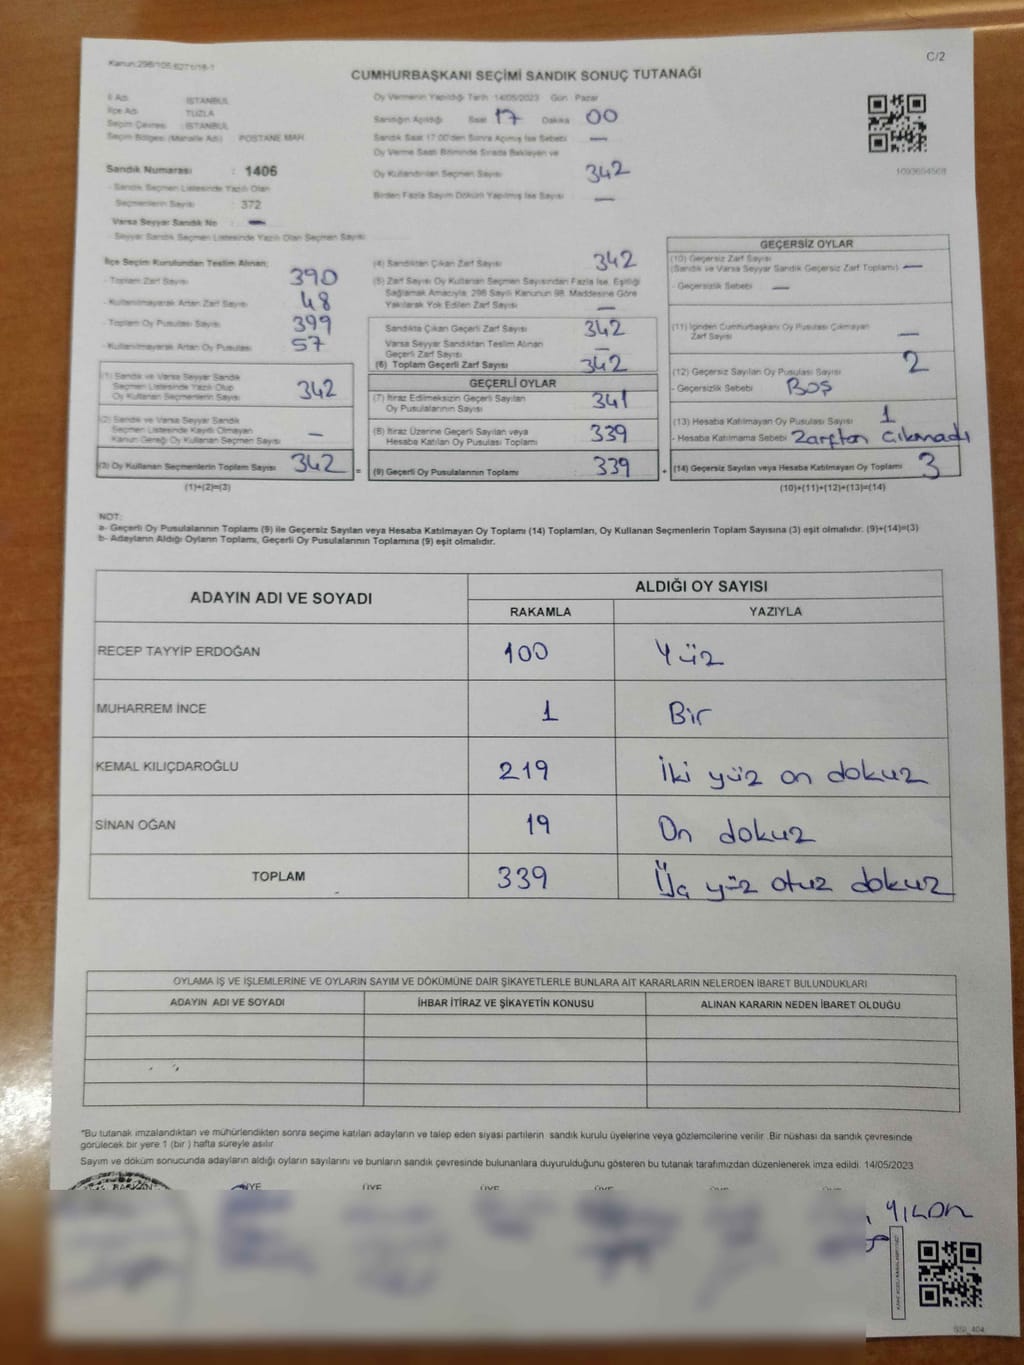 Kanun:298/105-6271/16-1
C/2
CUMHURBAŞKANI SEÇİMİ SANDIK SONUÇ TUTANAĞI
İl Adı : İSTANBUL
İlçe Adı : TUZLA
Seçim Çevresi : İSTANBUL
Seçim Bölgesi (Mahalle Adı) : POSTANE MAH.
Sandık Numarası : 1406
- Sandık Seçmen Listesinde Yazılı Olan
Seçmenlerin Sayısı : 372
Varsa Seyyar Sandık No : —
- Seyyar Sandık Seçmen Listesinde Yazılı Olan Seçmen Sayısı
Oy Vermenin Yapıldığı Tarih :14/05/2023 Gün : Pazar
Sandığın Açıldığı Saat 17 Dakika 00
Sandık Saat 17:00'den Sonra Açılmış İse Sebebi : —
Oy Verme Saati Bitiminde Sırada Bekleyen ve
Oy Kullandırılan Seçmen Sayısı : 342
Birden Fazla Sayım Dökümü Yapılmış İse Sayısı : —
1093694568
İlçe Seçim Kurulundan Teslim Alınan;
- Toplam Zarf Sayısı : 390
- Kullanılmayarak Artan Zarf Sayısı : 48
- Toplam Oy Pusulası Sayısı : 399
- Kullanılmayarak Artan Oy Pusulası : 57
(1) Sandık ve Varsa Seyyar Sandık
Seçmen Listesinde Yazılı Olup
Oy Kullanan Seçmenlerin Sayısı 342
(2) Sandık ve Varsa Seyyar Sandık
Seçmen Listesinde Kayıtlı Olmayan
Kanun Gereği Oy Kullanan Seçmen Sayısı —
(3) Oy Kullanan Seçmenlerin Toplam Sayısı 342 =
(1)+(2)=(3)
(4) Sandıktan Çıkan Zarf Sayısı : 342
(5) Zarf Sayısı Oy Kullanan Seçmen Sayısından Fazla İse, Eşitliği
Sağlamak Amacıyla; 298 Sayılı Kanunun 98. Maddesine Göre
Yakılarak Yok Edilen Zarf Sayısı : —
Sandıkta Çıkan Geçerli Zarf Sayısı : 342
Varsa Seyyar Sandıktan Teslim Alınan
Geçerli Zarf Sayısı : —
(6) Toplam Geçerli Zarf Sayısı : 342
GEÇERLİ OYLAR
(7) İtiraz Edilmeksizin Geçerli Sayılan
Oy Pusulalarının Sayısı 341
(8) İtiraz Üzerine Geçerli Sayılan veya
Hesaba Katılan Oy Pusulası Toplamı 339
(9) Geçerli Oy Pusulalarının Toplamı 339 +
GEÇERSİZ OYLAR
(10) Geçersiz Zarf Sayısı
(Sandık ve Varsa Seyyar Sandık Geçersiz Zarf Toplamı) —
- Geçersizlik Sebebi : —
(11) İçinden Cumhurbaşkanı Oy Pusulası Çıkmayan
Zarf Sayısı —
(12) Geçersiz Sayılan Oy Pusulası Sayısı 2
- Geçersizlik Sebebi : Boş
(13) Hesaba Katılmayan Oy Pusulası Sayısı : 1
- Hesaba Katılmama Sebebi : Zarftan Çıkmadı
(14) Geçersiz Sayılan veya Hesaba Katılmayan Oy Toplamı 3
(10)+(11)+(12)+(13)=(14)
NOT:
a- Geçerli Oy Pusulalarının Toplamı (9) ile Geçersiz Sayılan veya Hesaba Katılmayan Oy Toplamı (14) Toplamları, Oy Kullanan Seçmenlerin Toplam Sayısına (3) eşit olmalıdır. (9)+(14)=(3)
b- Adayların Aldığı Oyların Toplamı, Geçerli Oy Pusulalarının Toplamına (9) eşit olmalıdır.
ADAYIN ADI VE SOYADI ALDIĞI OY SAYISI
RAKAMLA YAZIYLA
RECEP TAYYİP ERDOĞAN 100 Yüz
MUHARREM İNCE 1 Bir
KEMAL KILIÇDAROĞLU 219 İki yüz on dokuz
SİNAN OĞAN 19 On dokuz
TOPLAM 339 Üç yüz otuz dokuz
OYLAMA İŞ VE İŞLEMLERİNE VE OYLARIN SAYIM VE DÖKÜMÜNE DAİR ŞİKAYETLERLE BUNLARA AİT KARARLARIN NELERDEN İBARET BULUNDUKLARI
ADAYIN ADI VE SOYADI İHBAR İTİRAZ VE ŞİKAYETİN KONUSU ALINAN KARARIN NEDEN İBARET OLDUĞU
*Bu tutanak imzalandıktan ve mühürlendikten sonra seçime katılan adayların ve talep eden siyasi partilerin sandık kurulu üyelerine veya gözlemcilerine verilir. Bir nüshası da sandık çevresinde
görülecek bir yere 1 (bir ) hafta süreyle asılır.
Sayım ve döküm sonucunda adayların aldığı oyların sayılarını ve bunların sandık çevresinde bulunanlara duyurulduğunu gösteren bu tutanak tarafımızdan düzenlenerek imza edildi. 14/05/2023
ÜYE ÜYE ÜYE ÜYE ÜYE